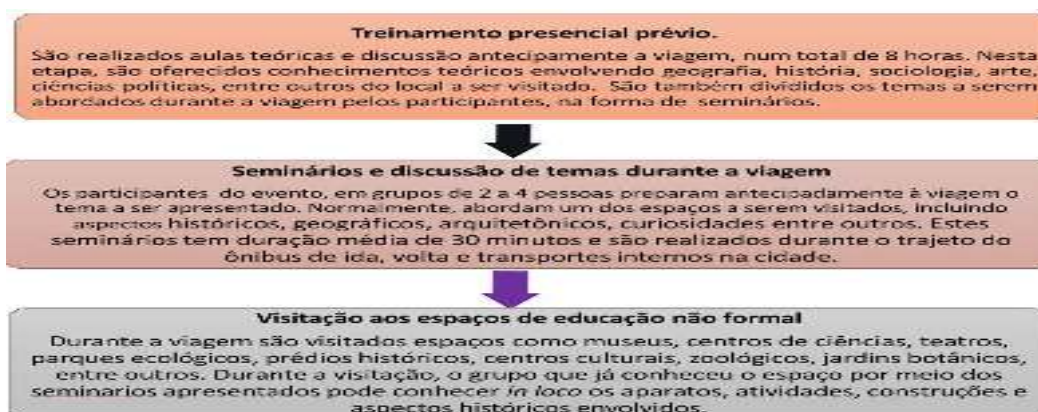 Treinamento presencial prévio.
São realizados aulas teóricas e discussão antecipamente a viagem, num total de 8 horas. Nesta
etapa, são oferecidos conhecimentos teóricos envolvendo geografia, história, sociologia, arte,
ciências políticas, entre outros do local a ser visitado. São também divididos os temas a serem
abordados durante a viagem pelos participantes, na forma de seminários.
Seminários e discussão de temas durante a viagem
Os participantes do evento, em grupos de 2 a 4 pessoas preparam antecipadamente à viagem o
tema a ser apresentado. Normalmente, abordam um dos espaços a serem visitados, incluindo
aspectos históricos, geográficos, arquitetônicos, curiosidades entre outros. Estes
seminários tem duração média de 30 minutos e são realizados durante o trajeto do
ônibus de ida, volta e transportes internos na cidade.
Visitação aos espaços de educação não formal
Durante a viagem são visitados espaços como museus, centros de ciências, teatros,
parques ecológicos, prédios históricos, centros culturais, zoológicos, jardins botânicos,
entre outros. Durante a visitação, o grupo que já conheceu o espaço por meio dos
seminarios apresentados pode conhecer in loco os aparatos, atividades, construções e
aspectos históricos envolvidos.